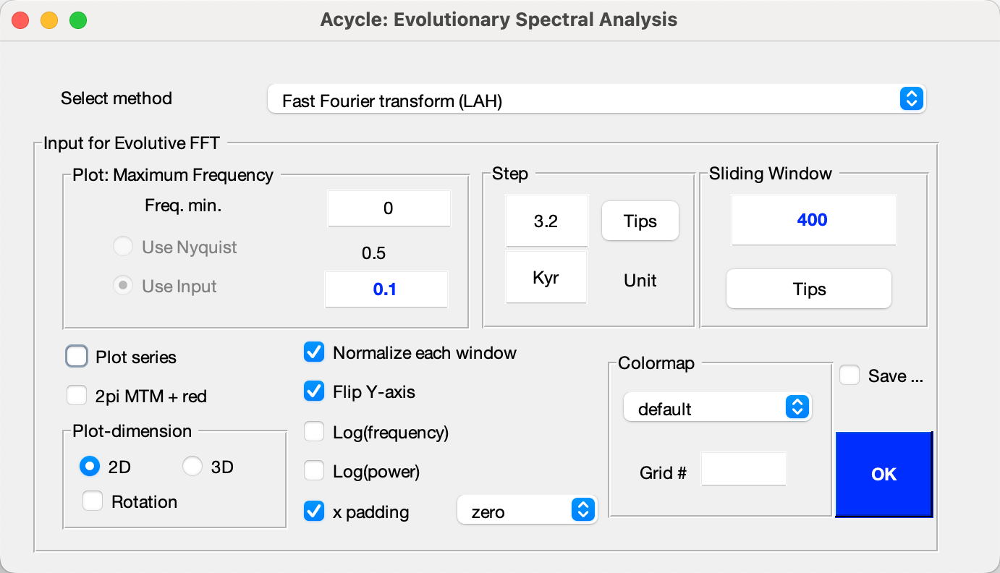 Acycle: Evolutionary Spectral Analysis
Select method
Fast Fourier transform (LAH)
Input for Evolutive FFT
Plot: Maximum Frequency
Freq. min.
0
Use Nyquist
0.5
Use Input
0.1
Step
3.2
Tips
Kyr
Unit
Sliding Window
400
Tips
Plot series
2pi MTM + red
Plot-dimension
2D
3D
Rotation
Normalize each window
Flip Y-axis
Log(frequency)
Log(power)
x padding
zero
Colormap
default
Grid #
Save ...
OK